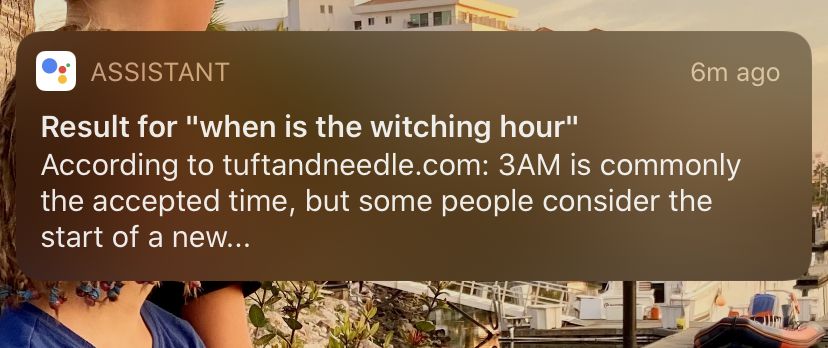 ASSISTANT 6m ago
Result for "when is the witching hour"
According to tuftandneedle.com: 3AM is commonly
the accepted time, but some people consider the
start of a new...